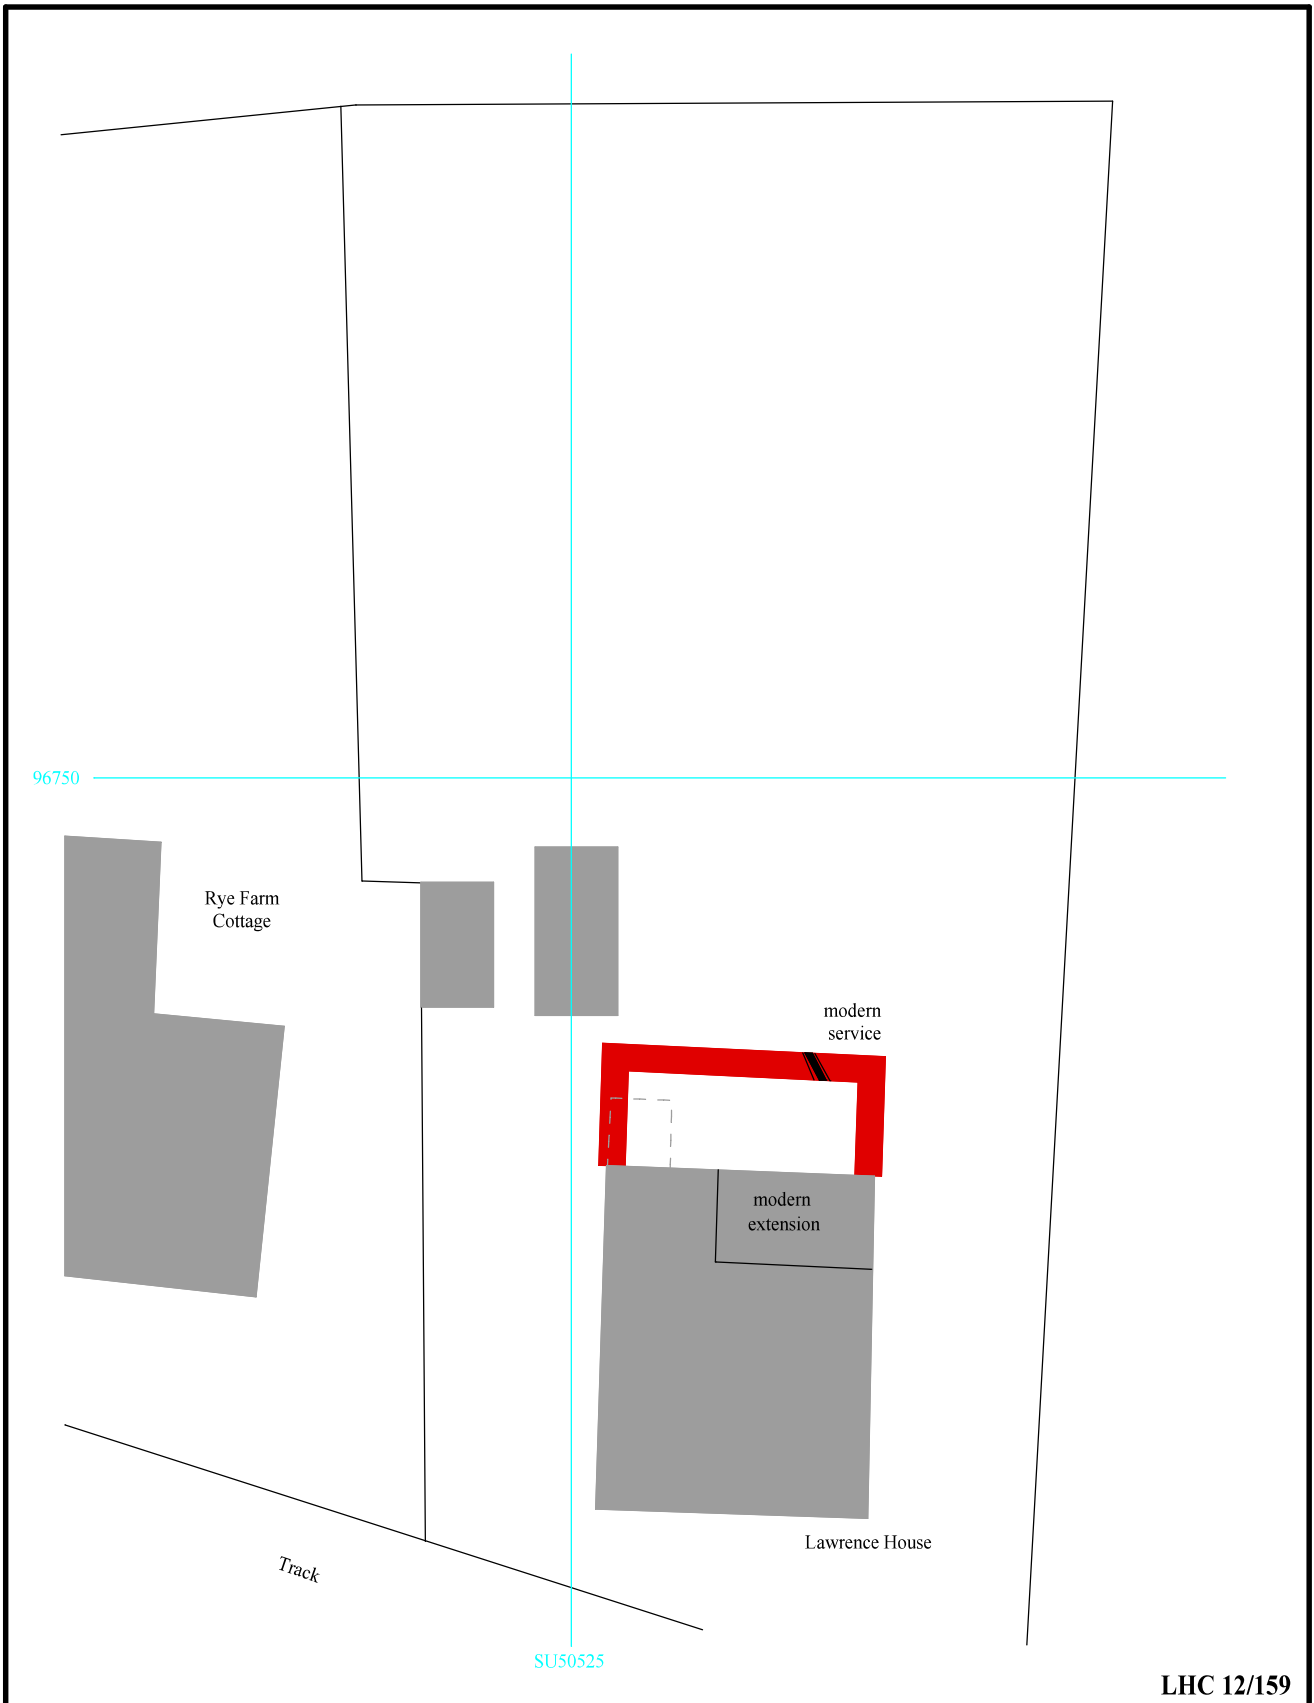 96750
Rye Farm
Cottage
modern
service
modern
extension
Lawrence House
Track
SU50525
LHC 12/159